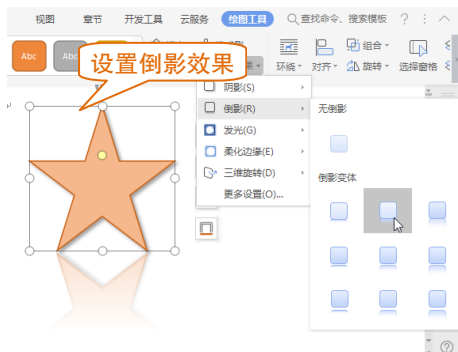 视图 章节 开发工具 云服务 绘图工具 查找命令、搜索模板 ?
Abc Abc
组合
环绕 对齐 旋转 选择窗格
设置倒影效果
阴影(S)
倒影(R)
发光(G)
柔化边缘(E)
三维旋转(D)
更多设置(O)...
无倒影
倒影变体